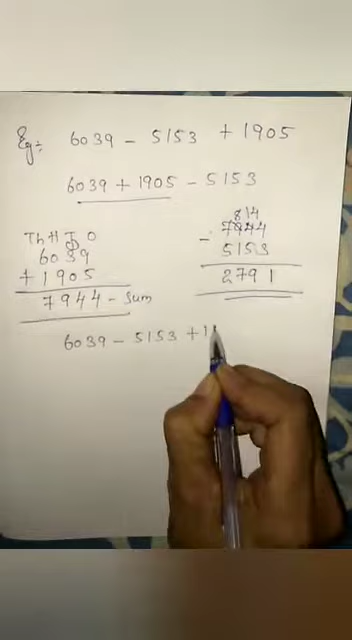 Eg:- 6039 - 5153 + 1905
6039 + 1905 - 5153
Th H T O
6039
+ 1905
7944 - Sum
8 14
7944
- 5153
2791
6039 - 5153 + 1